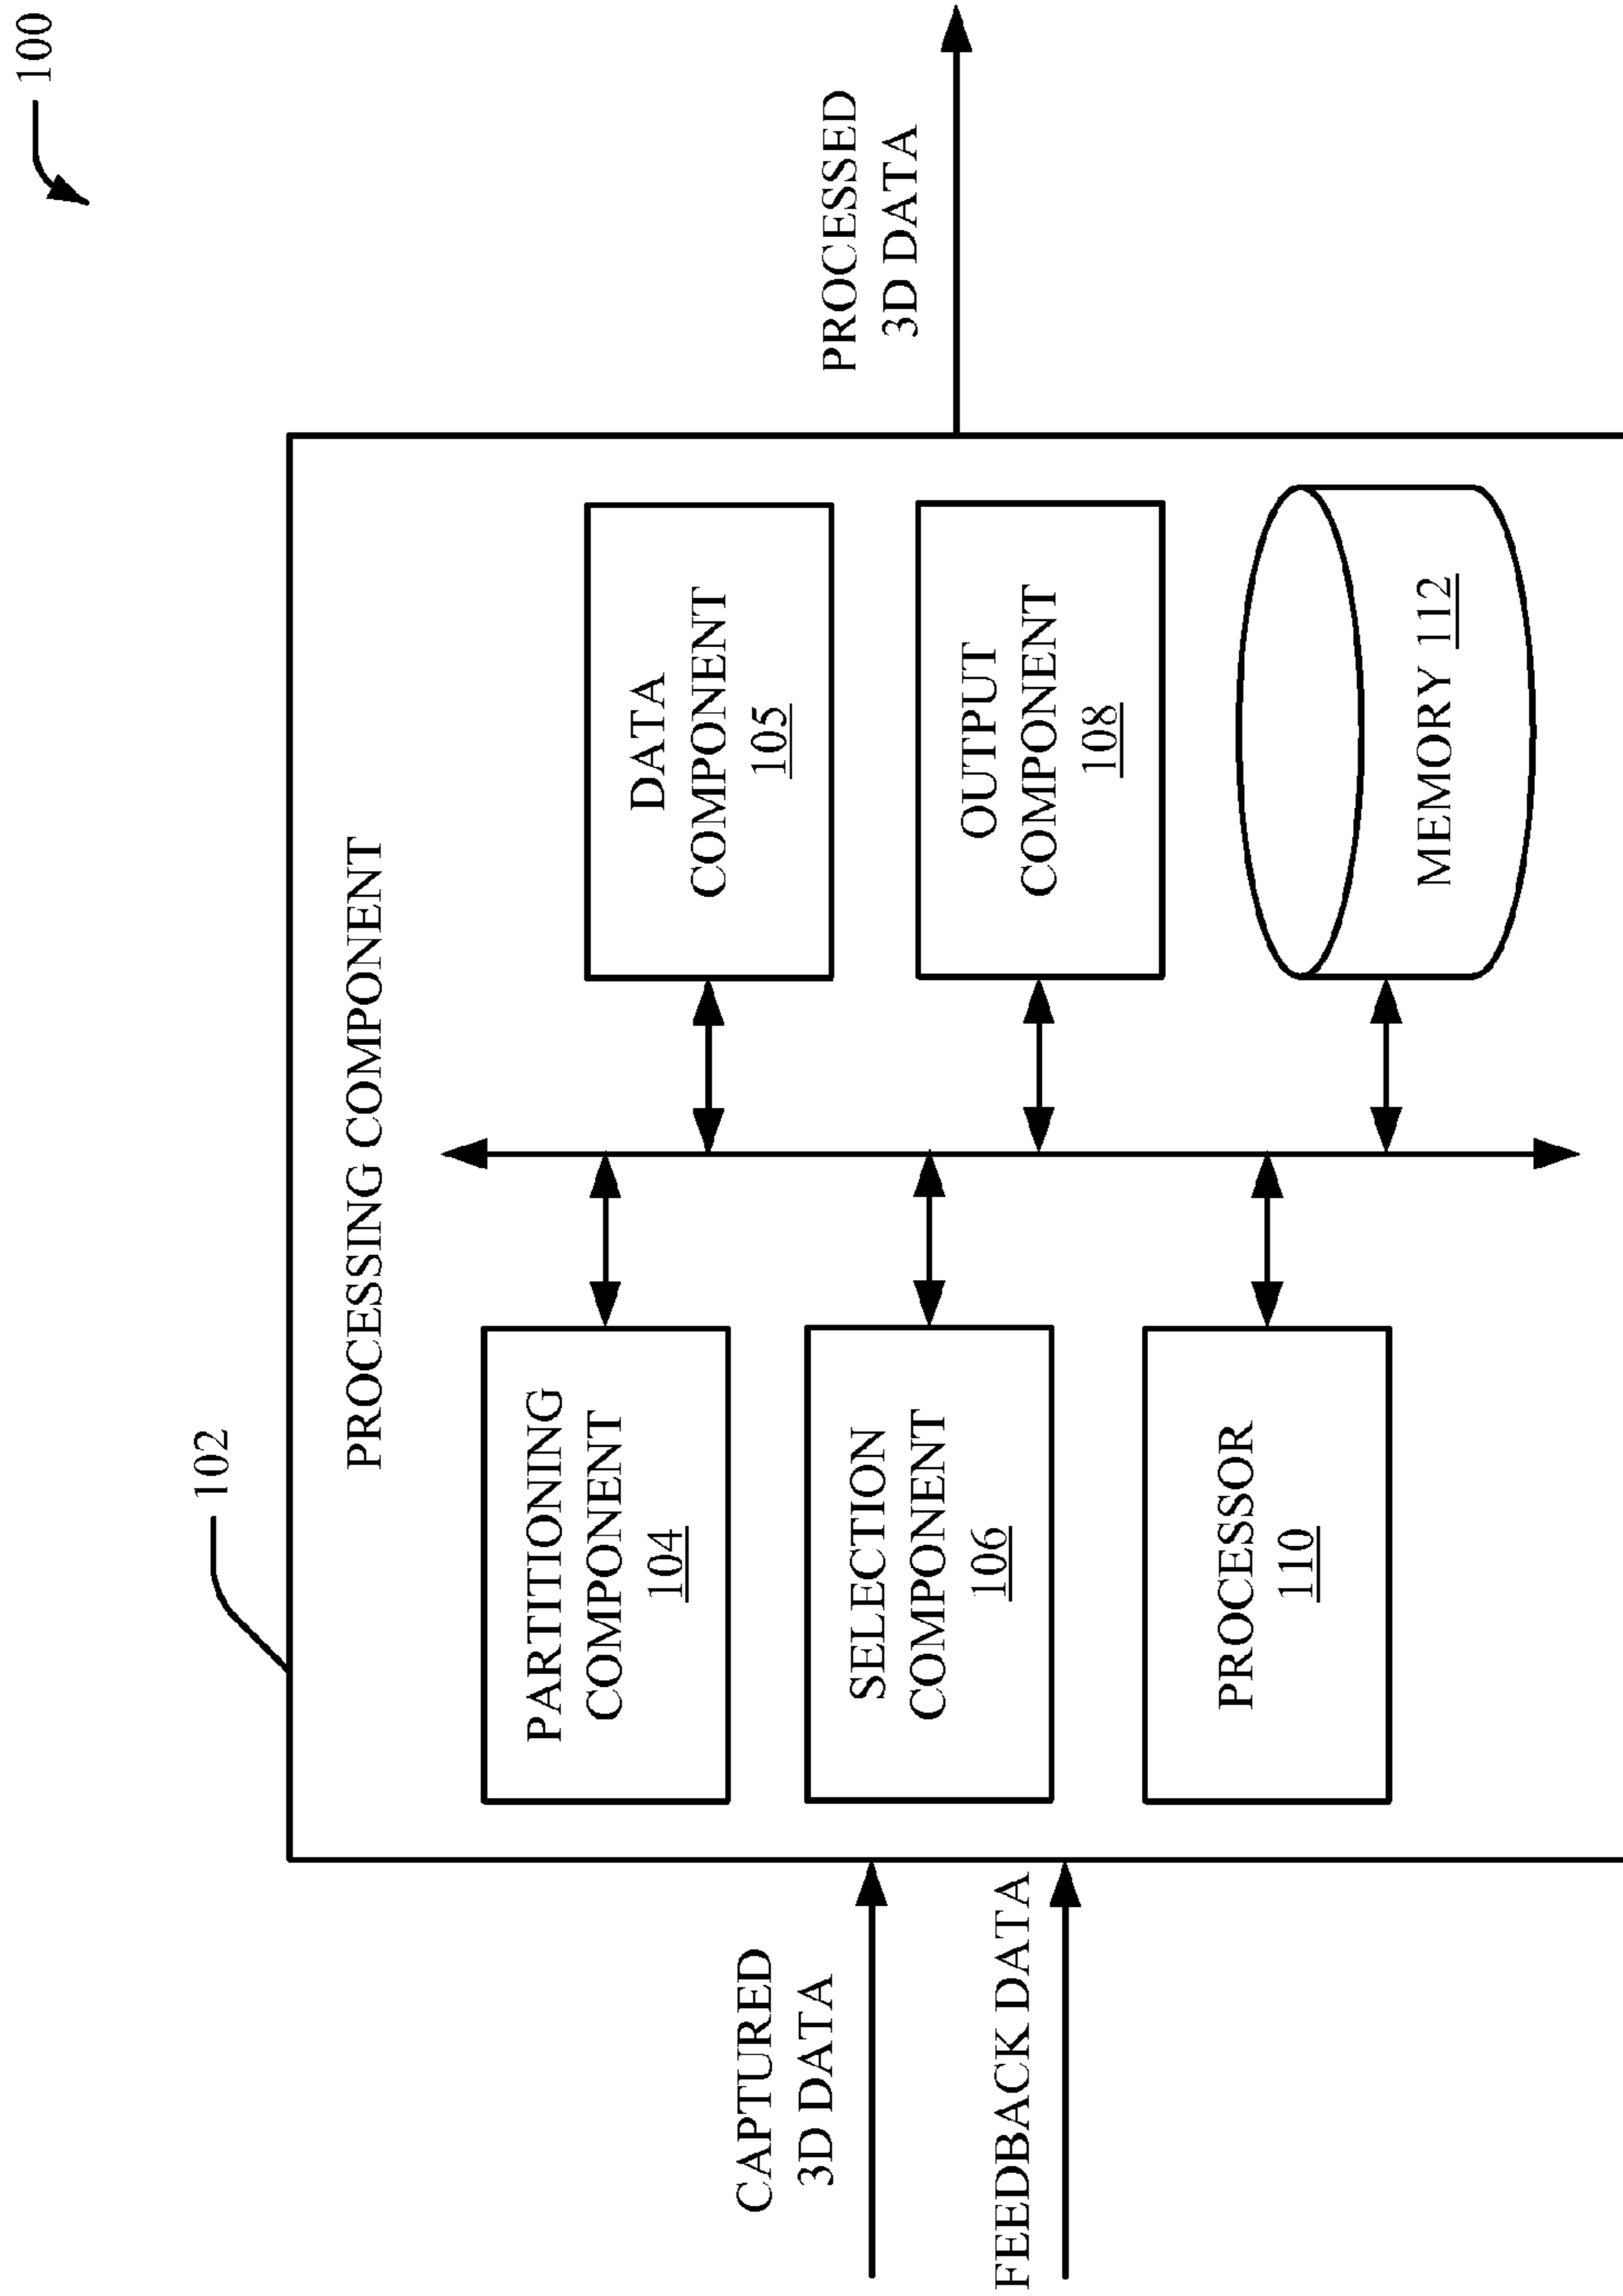 100
102
PROCESSING COMPONENT
PARTITIONING
COMPONENT
104
DATA
COMPONENT
105
CAPTURED
3D DATA
PROCESSED
3D DATA
SELECTION
COMPONENT
106
OUTPUT
COMPONENT
108
FEEDBACK DATA
PROCESSOR
110
MEMORY 112